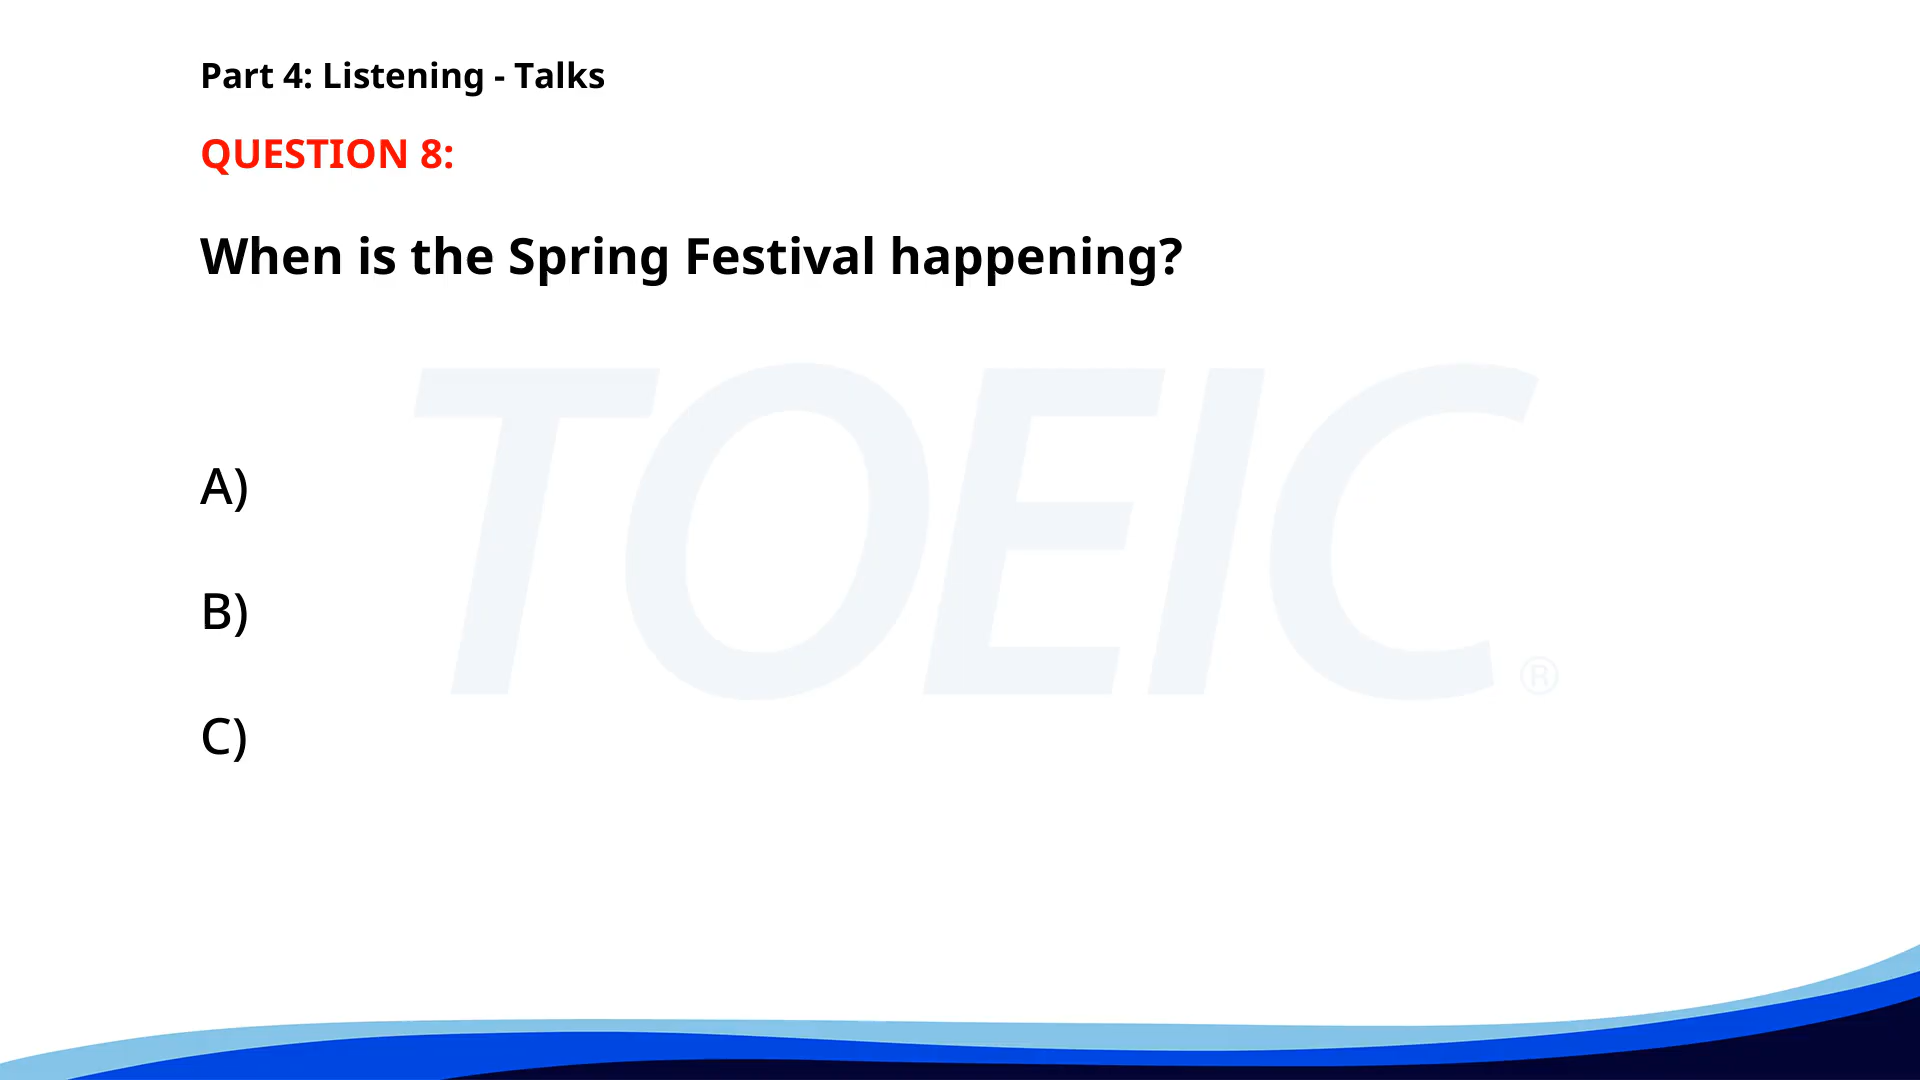 Part 4: Listening - Talks
QUESTION 8:
When is the Spring Festival happening?
TOEIC®
A)
B)
C)